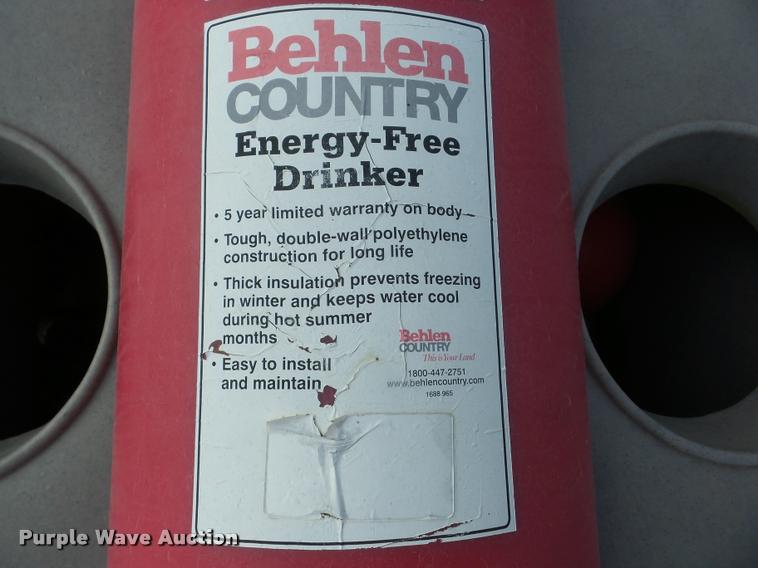 Behlen
COUNTRY
Energy-Free
Drinker
• 5 year limited warranty on body
• Tough, double-wall polyethylene
construction for long life
• Thick insulation prevents freezing
in winter and keeps water cool
during hot summer
months
• Easy to install
and maintain
Behlen
COUNTRY
This is Your Land
1800-447-2751
www.behlencountry.com
1688 965
Purple Wave Auction